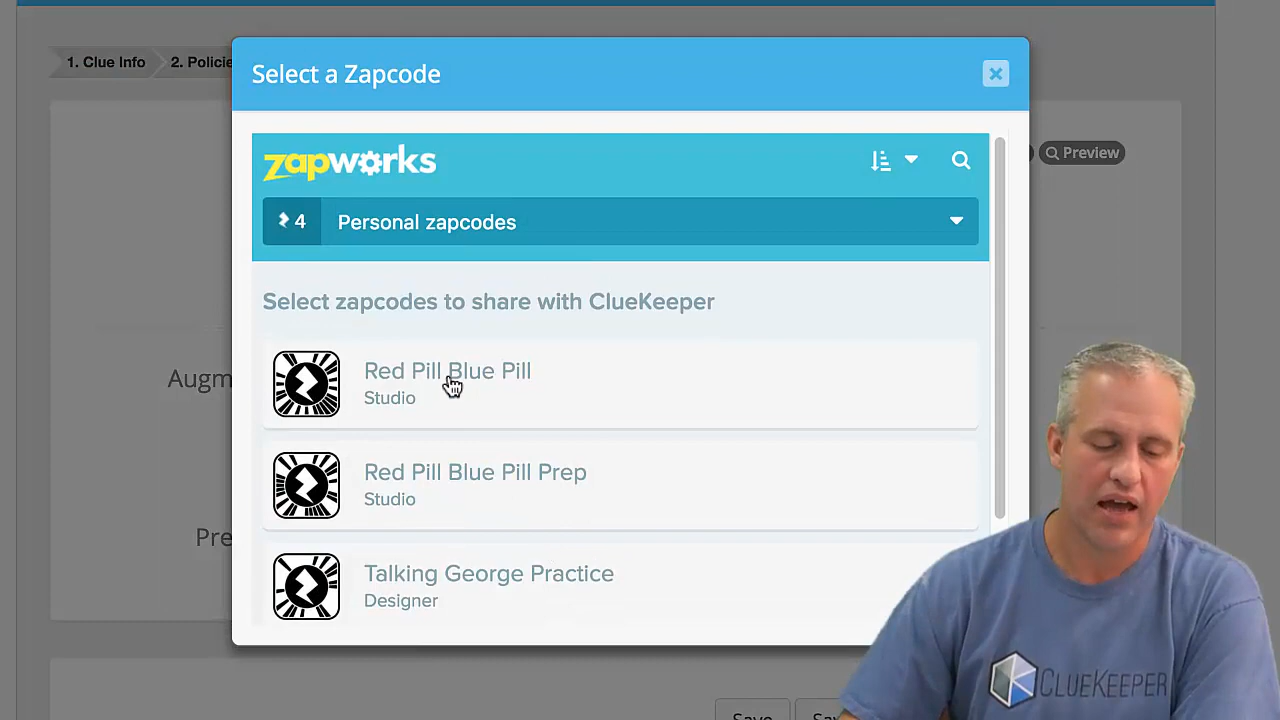 1. Clue Info
2. Policie
Select a Zapcode
Preview
zapworks
4
Personal zapcodes
Select zapcodes to share with ClueKeeper
Red Pill Blue Pill
Studio
Augm
Red Pill Blue Pill Prep
Studio
Pre
Talking George Practice
Designer
CLUEKEEPER
Save
Sav